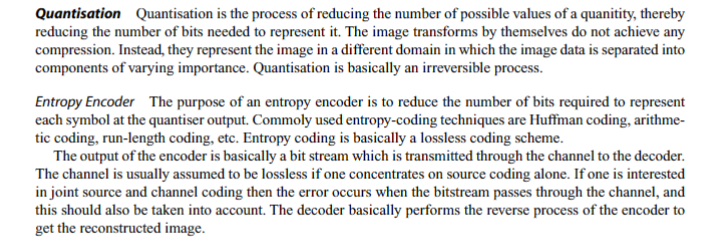 Quantisation Quantisation is the process of reducing the number of possible values of a quanitity, thereby
reducing the number of bits needed to represent it. The image transforms by themselves do not achieve any
compression. Instead, they represent the image in a different domain in which the image data is separated into
components of varying importance. Quantisation is basically an irreversible process.
Entropy Encoder The purpose of an entropy encoder is to reduce the number of bits required to represent
each symbol at the quantiser output. Commoly used entropy-coding techniques are Huffman coding, arithme-
tic coding, run-length coding, etc. Entropy coding is basically a lossless coding scheme.
The output of the encoder is basically a bit stream which is transmitted through the channel to the decoder.
The channel is usually assumed to be lossless if one concentrates on source coding alone. If one is interested
in joint source and channel coding then the error occurs when the bitstream passes through the channel, and
this should also be taken into account. The decoder basically performs the reverse process of the encoder to
get the reconstructed image.